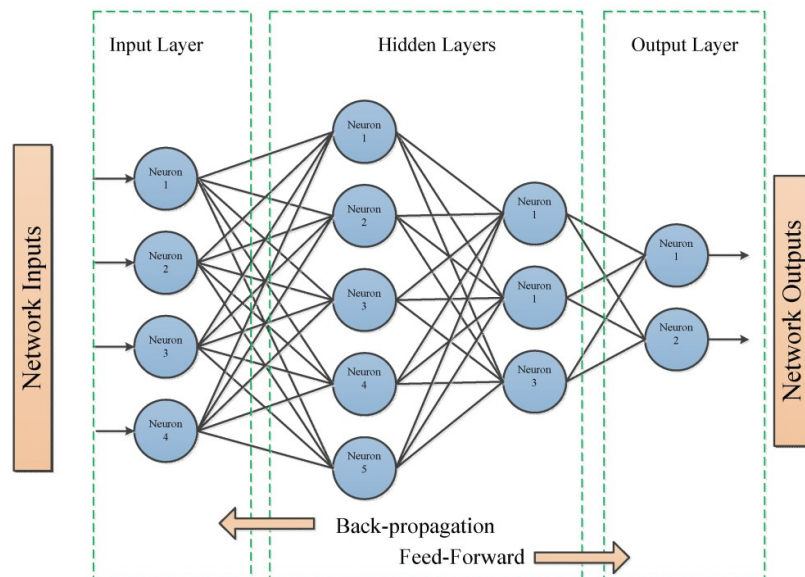 Input Layer
Hidden Layers
Output Layer
Network Inputs
Neuron
1
Neuron
2
Neuron
3
Neuron
4
Neuron
1
Neuron
2
Neuron
3
Neuron
4
Neuron
5
Neuron
1
Neuron
1
Neuron
3
Neuron
1
Neuron
2
Network Outputs
Back-propagation
Feed-Forward